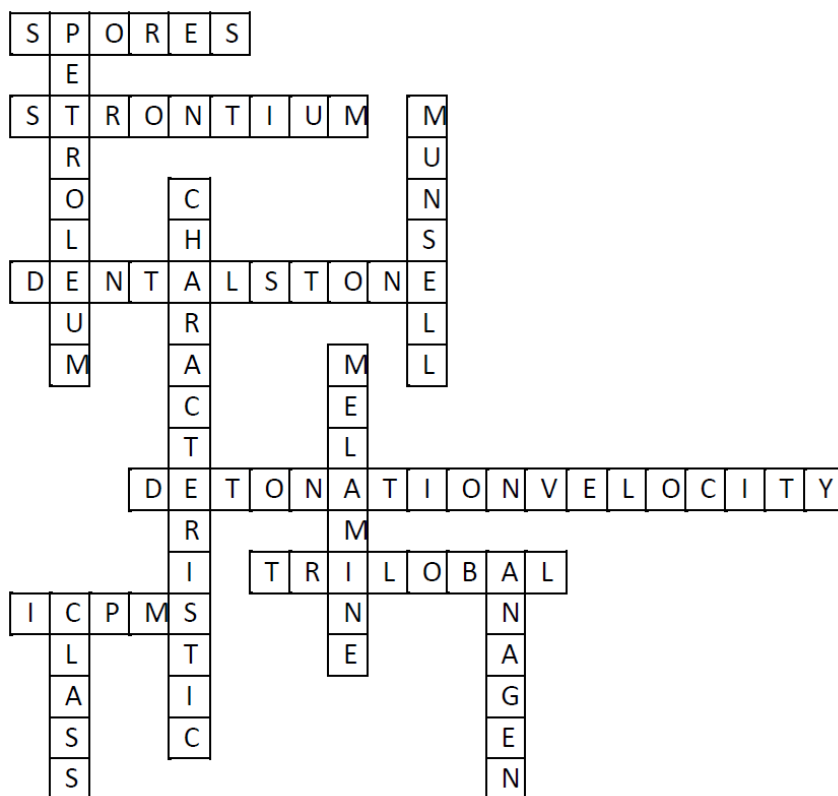 SPORES
PETROLEUM
STRONTIUM
MUNSELL
CHARACTERISTIC
DENTALSTONE
MELAMINE
DETONATIONVELOCITY
TRILOBAL
ANAGEN
ICPMS
CLASS